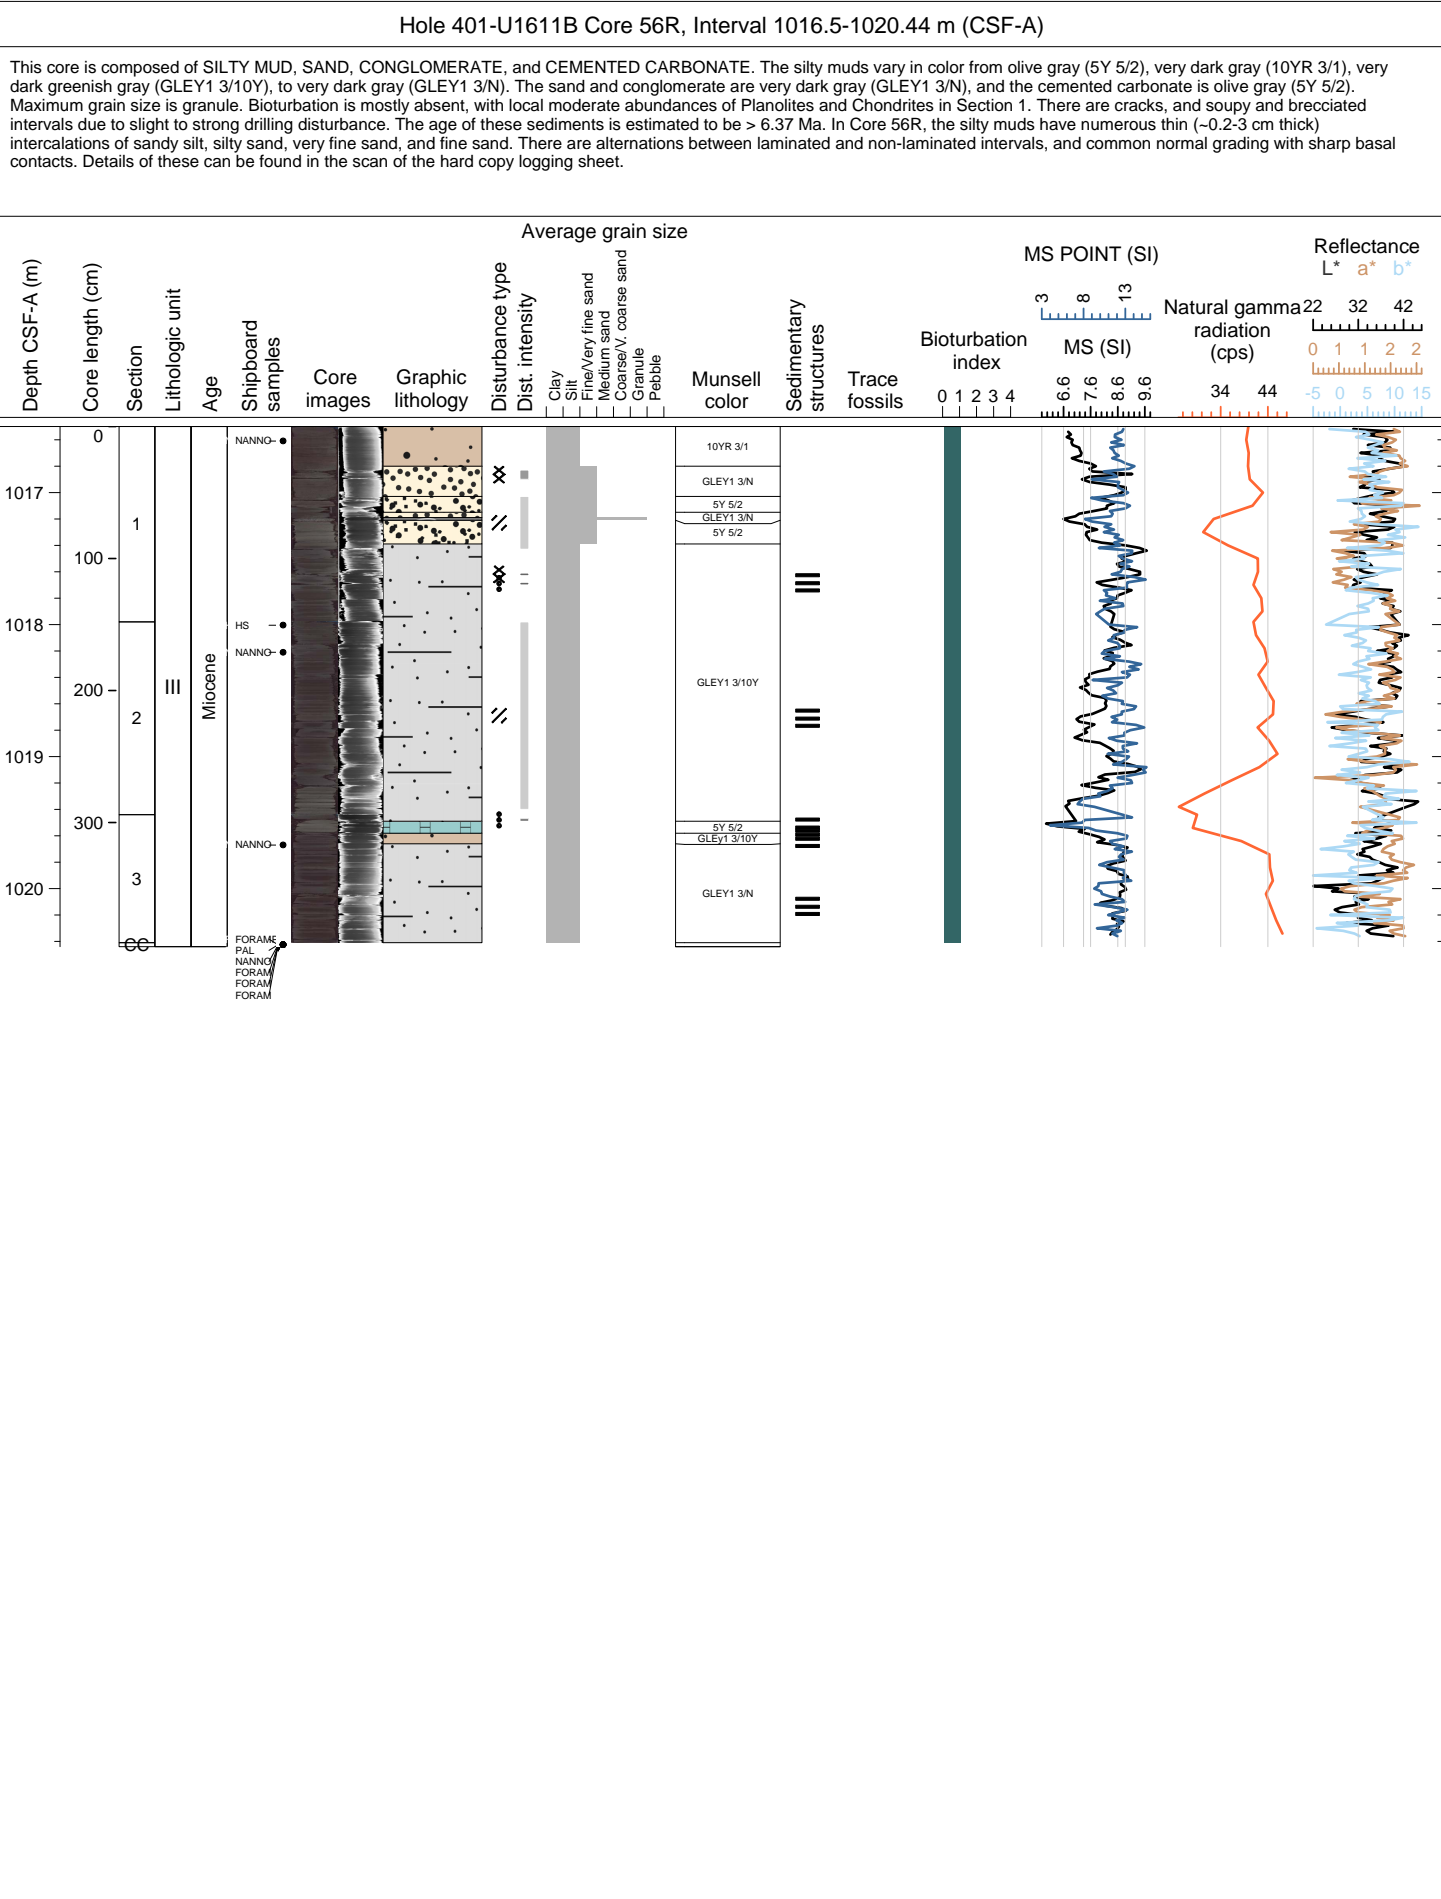 Hole 401-U1611B Core 56R, Interval 1016.5-1020.44 m (CSF-A)
This core is composed of SILTY MUD, SAND, CONGLOMERATE, and CEMENTED CARBONATE. The silty muds vary in color from olive gray (5Y 5/2), very dark gray (10YR 3/1), very
dark greenish gray (GLEY1 3/10Y), to very dark gray (GLEY1 3/N). The sand and conglomerate are very dark gray (GLEY1 3/N), and the cemented carbonate is olive gray (5Y 5/2).
Maximum grain size is granule. Bioturbation is mostly absent, with local moderate abundances of Planolites and Chondrites in Section 1. There are cracks, and soupy and brecciated
intervals due to slight to strong drilling disturbance. The age of these sediments is estimated to be > 6.37 Ma. In Core 56R, the silty muds have numerous thin (~0.2-3 cm thick)
intercalations of sandy silt, silty sand, very fine sand, and fine sand. There are alternations between laminated and non-laminated intervals, and common normal grading with sharp basal
contacts. Details of these can be found in the scan of the hard copy logging sheet.
Depth CSF-A (m)
Core length (cm)
Section
Lithologic unit
Age
Shipboard
samples
Core
images
Graphic
lithology
Disturbance type
Dist. intensity
Average grain size
Clay
Silt
Fine/Very fine sand
Medium sand
Coarse/V. coarse sand
Granule
Pebble
Munsell
color
Sedimentary
structures
Trace
fossils
Bioturbation
index
0 1 2 3 4
MS POINT (SI)
3 8 13
MS (SI)
6.6 7.6 8.6 9.6
Natural gamma
radiation
(cps)
34 44
Reflectance
L* a* b*
22 32 42
0 1 1 2 2
-5 0 5 10 15
1017
1018
1019
1020
0
100
200
300
1
2
3
CC
III
Miocene
NANNO
HS
NANNO
NANNO
FORAM
PAL
NANNO
FORAM
FORAM
FORAM
10YR 3/1
GLEY1 3/N
5Y 5/2
GLEY1 3/N
5Y 5/2
GLEY1 3/10Y
5Y 5/2
GLEy1 3/10Y
GLEY1 3/N